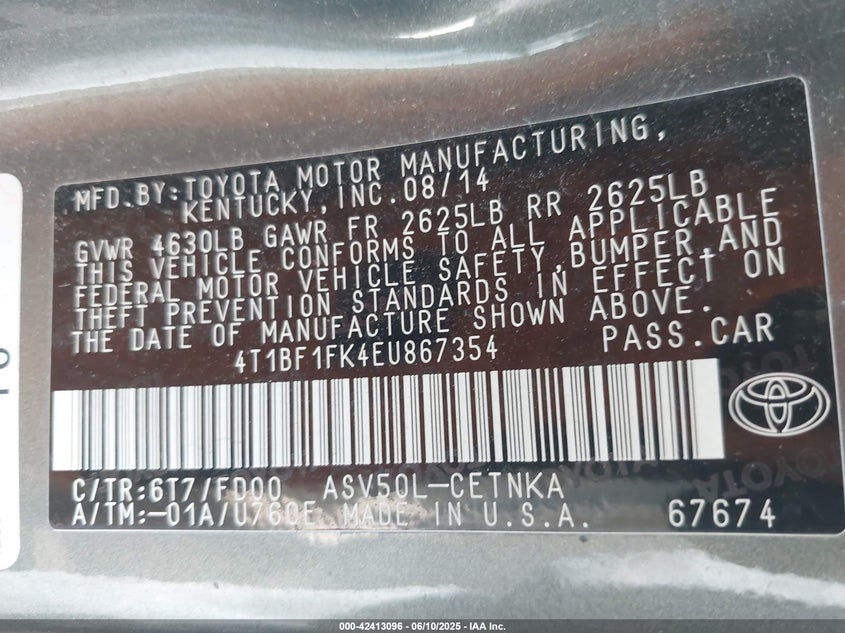 MFD.BY:TOYOTA MOTOR MANUFACTURING,
KENTUCKY,INC.08/14
GVWR 4630LB GAWR FR 2625LB RR 2625LB
THIS VEHICLE CONFORMS TO ALL APPLICABLE
FEDERAL MOTOR VEHICLE SAFETY,BUMPER,AND
THEFT PREVENTION STANDARDS IN EFFECT ON
THE DATE OF MANUFACTURE SHOWN ABOVE.
4T1BF1FK4EU867354 PASS.CAR
C/TR:6T7/FD00 ASV50L-CETNKA
A/TM:-01A/U760E MADE IN U.S.A. 67674
000-42413096 - 06/10/2025 - IAA Inc.